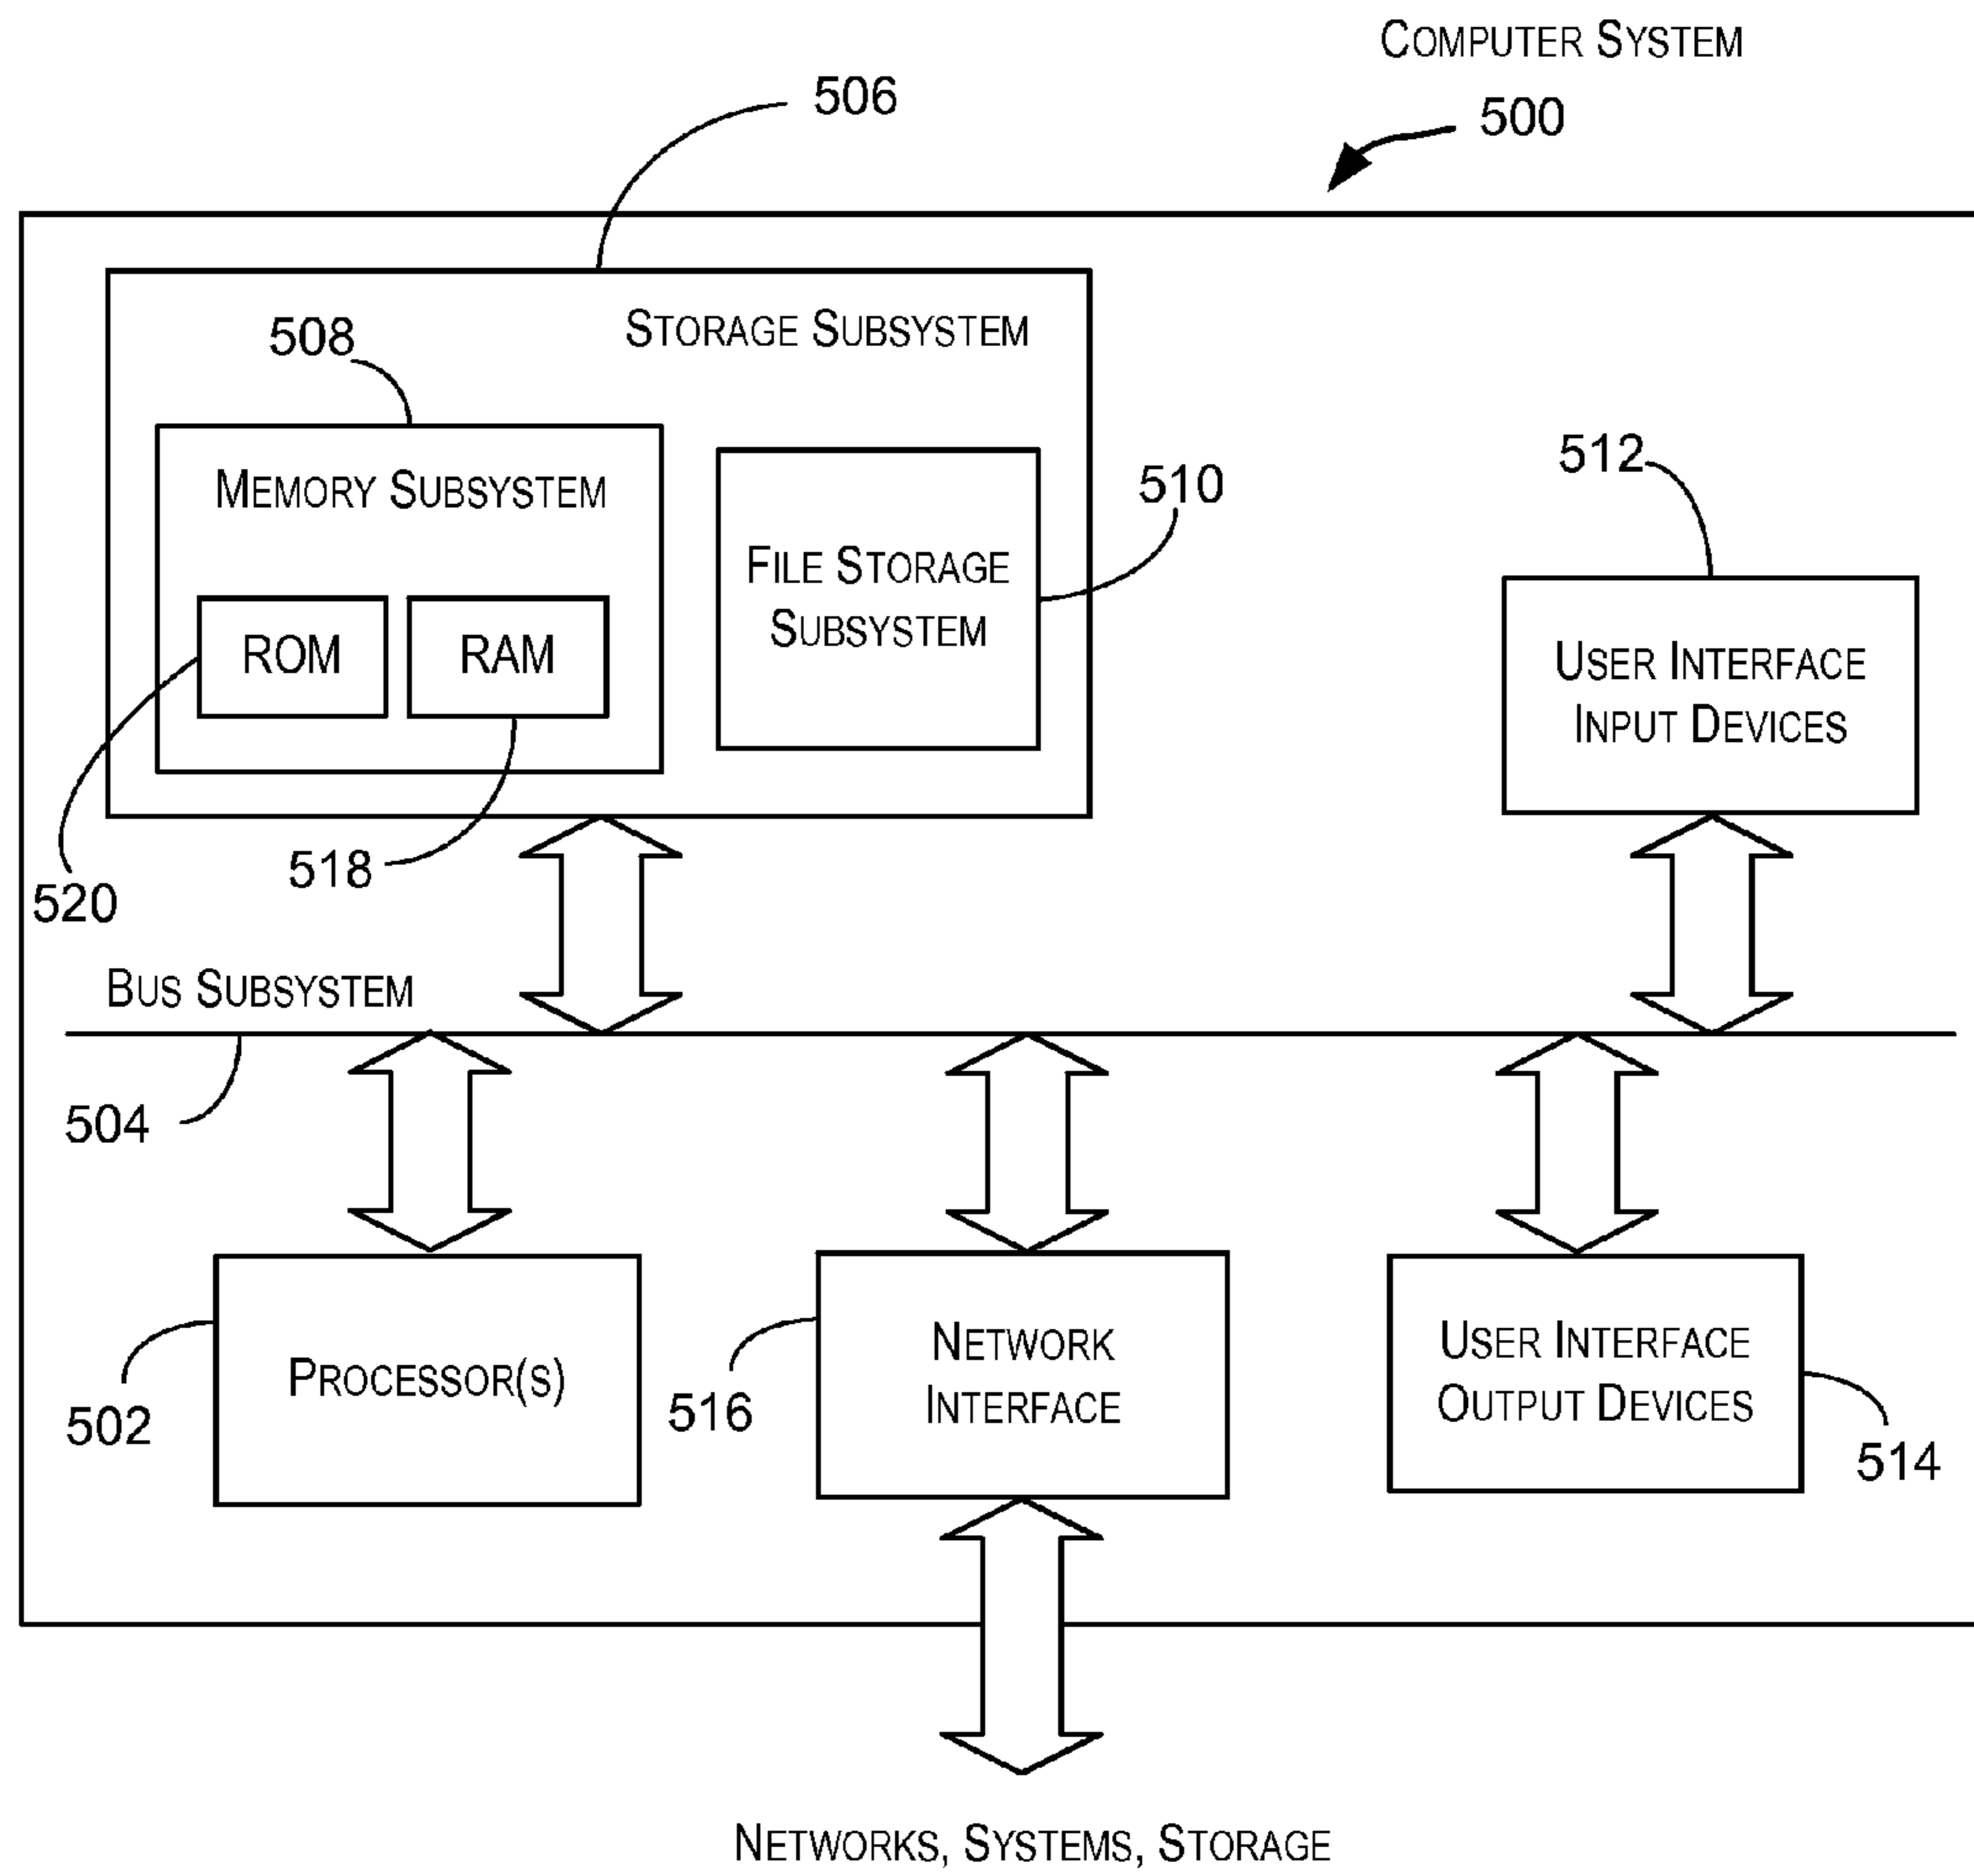 COMPUTER SYSTEM
500
506
STORAGE SUBSYSTEM
508
MEMORY SUBSYSTEM
ROM
RAM
FILE STORAGE
SUBSYSTEM
510
512
USER INTERFACE
INPUT DEVICES
520
518
BUS SUBSYSTEM
504
PROCESSOR(S)
502
NETWORK
INTERFACE
516
USER INTERFACE
OUTPUT DEVICES
514
NETWORKS, SYSTEMS, STORAGE